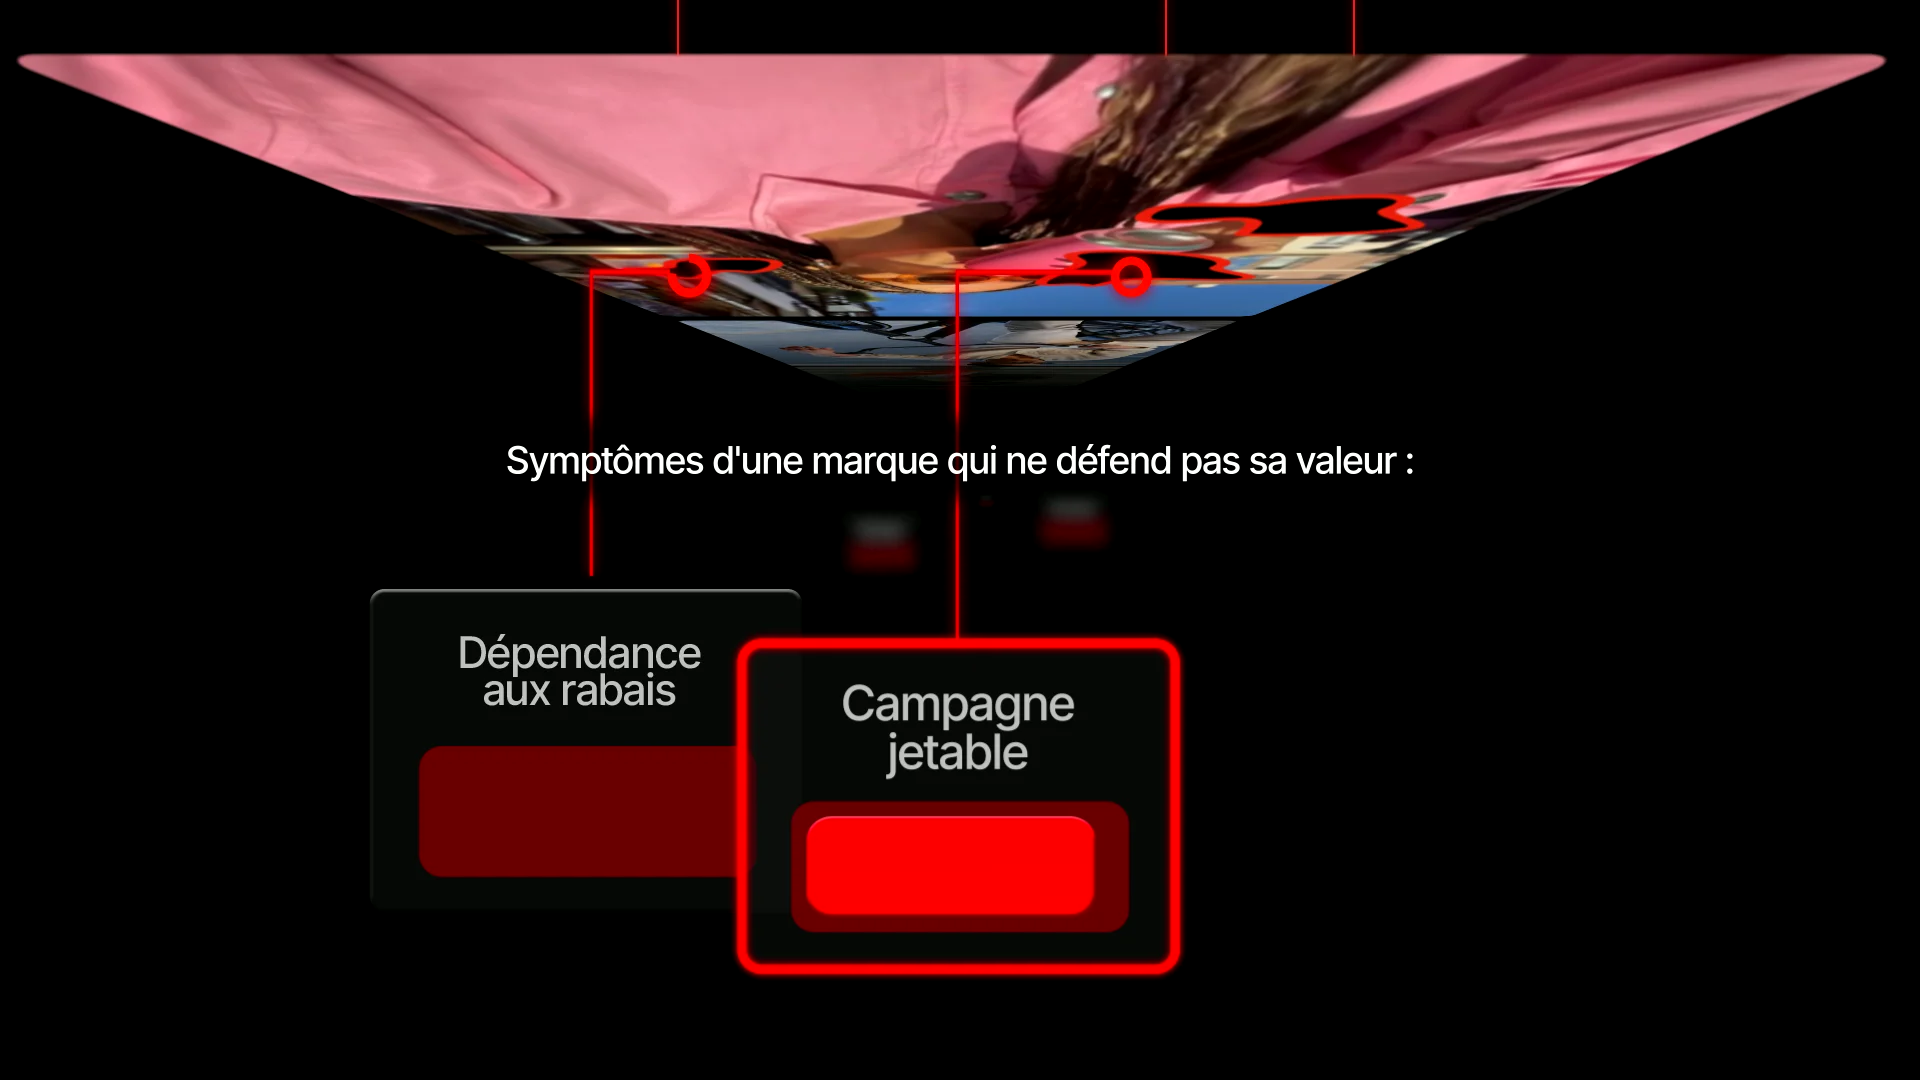 Symptômes d'une marque qui ne défend pas sa valeur :
Dépendance
aux rabais
Campagne
jetable